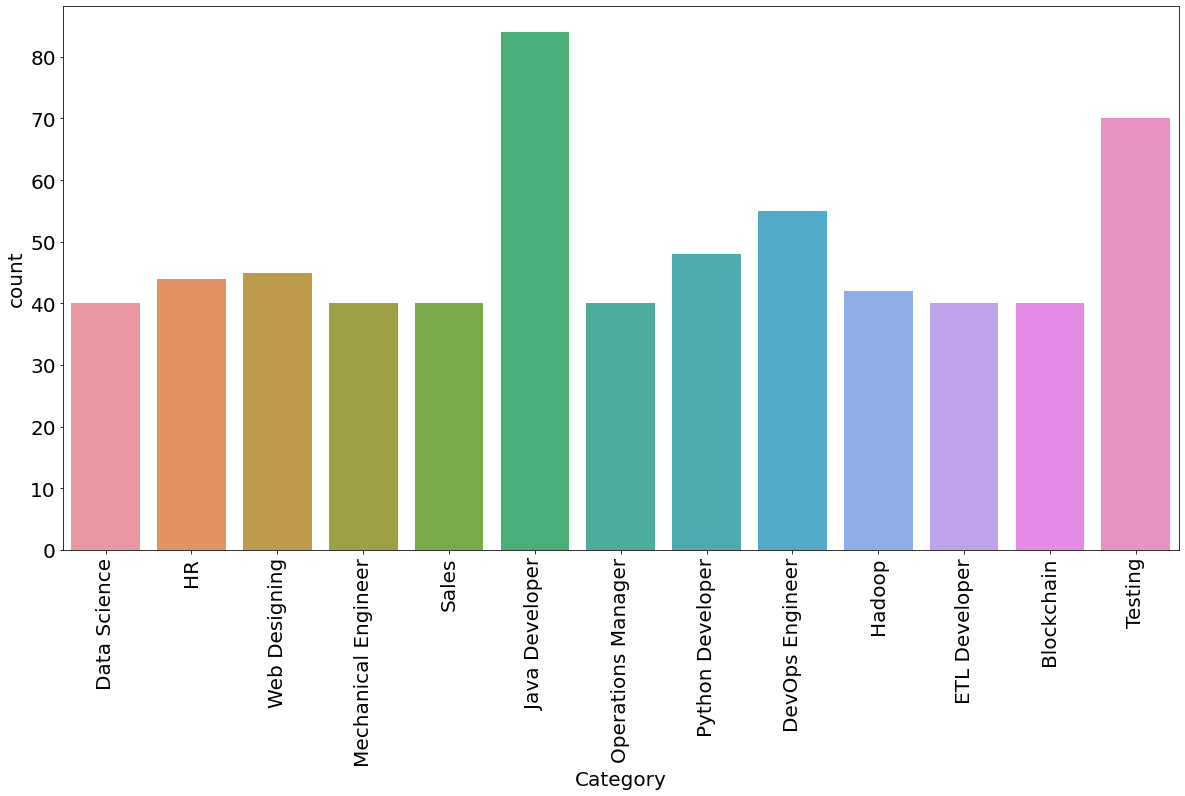 80
70
60
50
40
30
20
10
0
count
Data Science
HR
Web Designing
Mechanical Engineer
Sales
Java Developer
Operations Manager
Python Developer
DevOps Engineer
Hadoop
ETL Developer
Blockchain
Testing
Category